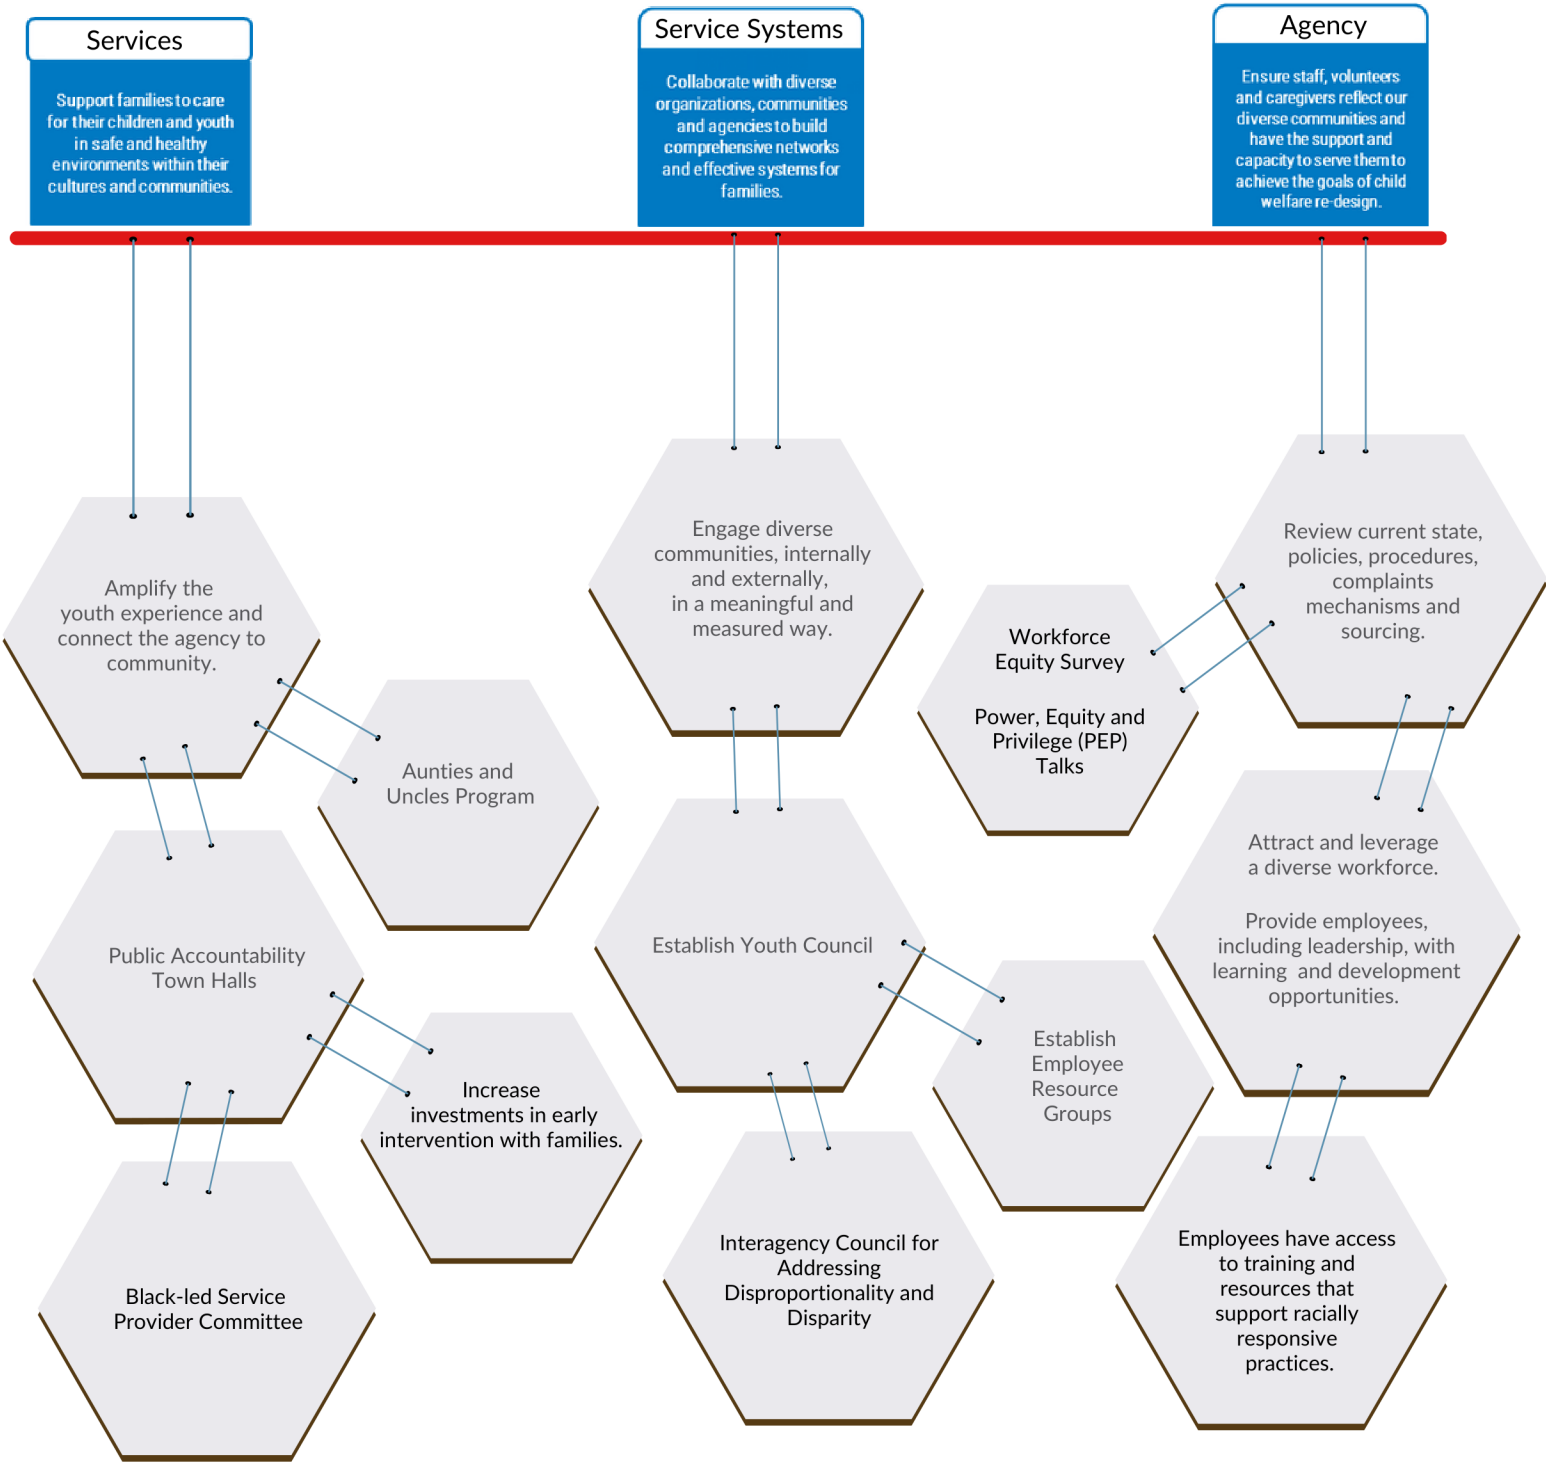 Services
Support families to care
for their children and youth
in safe and healthy
environments within their
cultures and communities.
Service Systems
Collaborate with diverse
organizations, communities
and agencies to build
comprehensive networks
and effective systems for
families.
Agency
Ensure staff, volunteers
and caregivers reflect our
diverse communities and
have the support and
capacity to serve them to
achieve the goals of child
welfare re-design.
Amplify the
youth experience and
connect the agency to
community.
Aunties and
Uncles Program
Public Accountability
Town Halls
Increase
investments in early
intervention with families.
Black-led Service
Provider Committee
Engage diverse
communities, internally
and externally,
in a meaningful and
measured way.
Establish Youth Council
Establish
Employee
Resource
Groups
Interagency Council for
Addressing
Disproportionality and
Disparity
Review current state,
policies, procedures,
complaints
mechanisms and
sourcing.
Workforce
Equity Survey
Power, Equity and
Privilege (PEP)
Talks
Attract and leverage
a diverse workforce.
Provide employees,
including leadership, with
learning and development
opportunities.
Employees have access
to training and
resources that
support racially
responsive
practices.